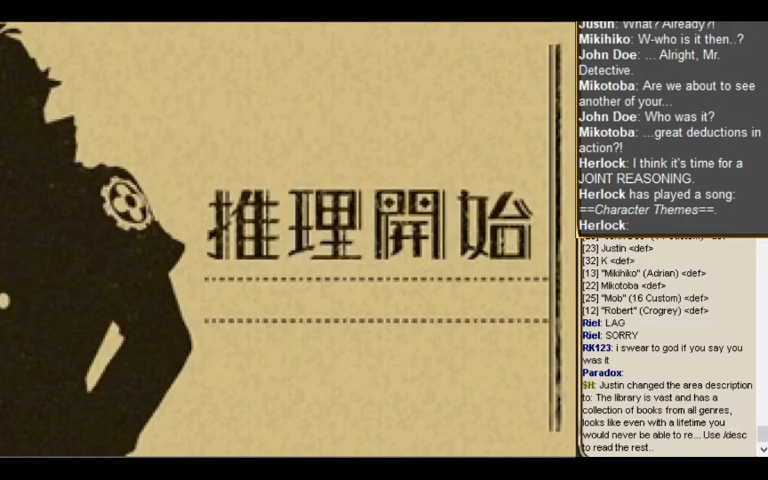 推理開始
Justin: What? Already?!
Mikihiko: W-who is it then..?
John Doe: ... Alright, Mr.
Detective.
Mikotoba: Are we about to see
another of your...
John Doe: Who was it?
Mikotoba: ...great deductions in
action?!
Herlock: I think it's time for a
JOINT REASONING.
Herlock has played a song:
==Character Themes==.
Herlock:
[23] Justin <def>
[32] K <def>
[13] "Mikihiko" (Adrian) <def>
[22] Mikotoba <def>
[25] "Mob" (16 Custom) <def>
[12] "Robert" (Crogrey) <def>
Riel: LAG
Riel: SORRY
RK123: i swear to god if you say you
was it
Paradox:
$H: Justin changed the area description
to: The library is vast and has a
collection of books from all genres,
looks like even with a lifetime you
would never be able to re... Use /desc
to read the rest..